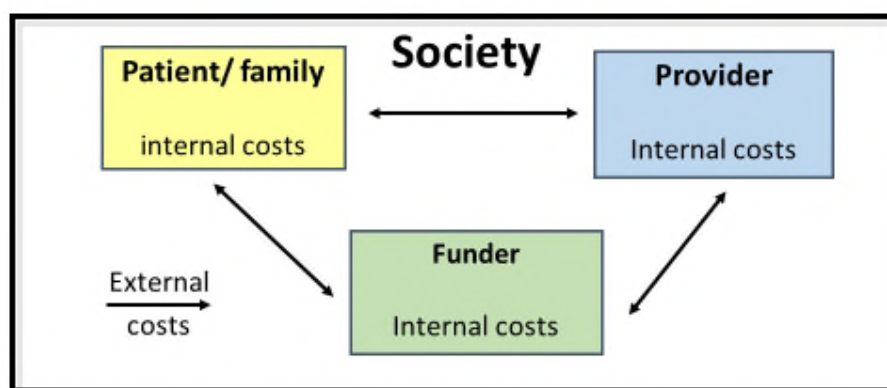 Society
Patient/ family
internal costs
Provider
Internal costs
Funder
Internal costs
External
costs